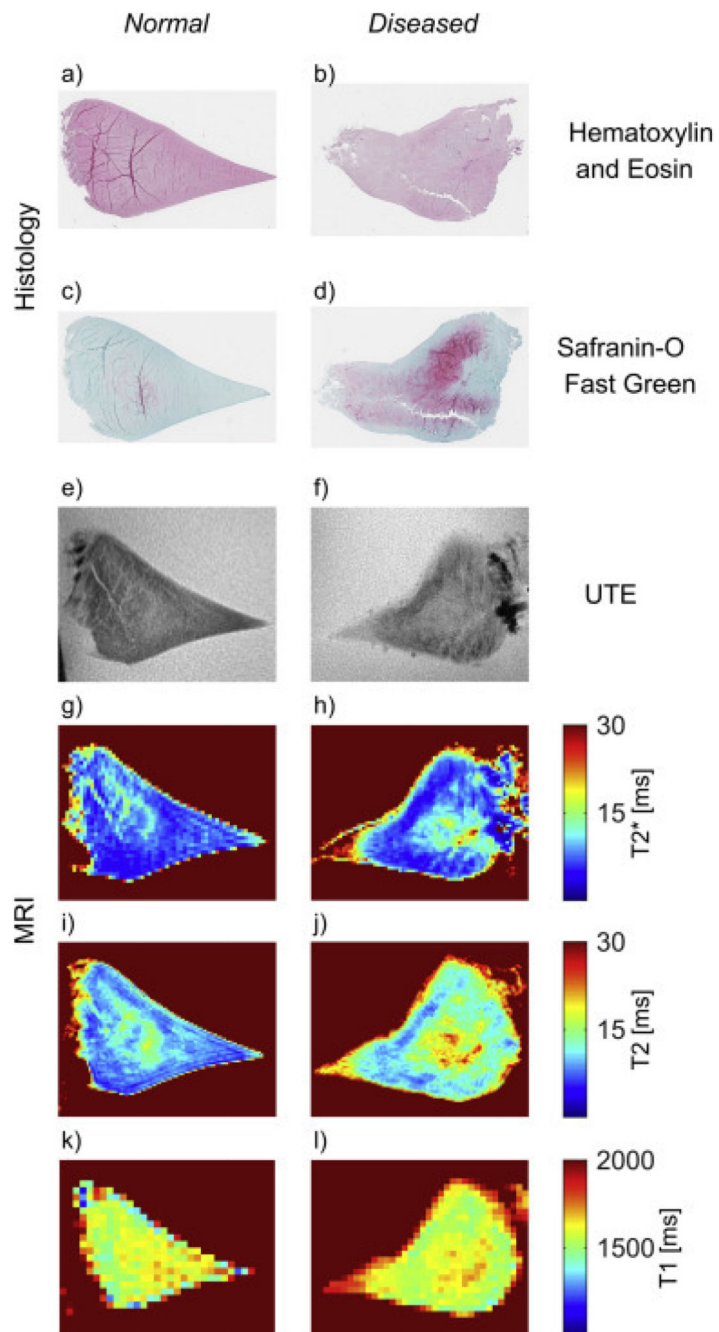 Normal
Diseased
a)
b)
Hematoxylin
and Eosin
Histology
c)
d)
Safranin-O
Fast Green
e)
f)
UTE
g)
h)
30
15
T2* [ms]
MRI
i)
j)
30
15
T2 [ms]
k)
l)
2000
1500
T1 [ms]